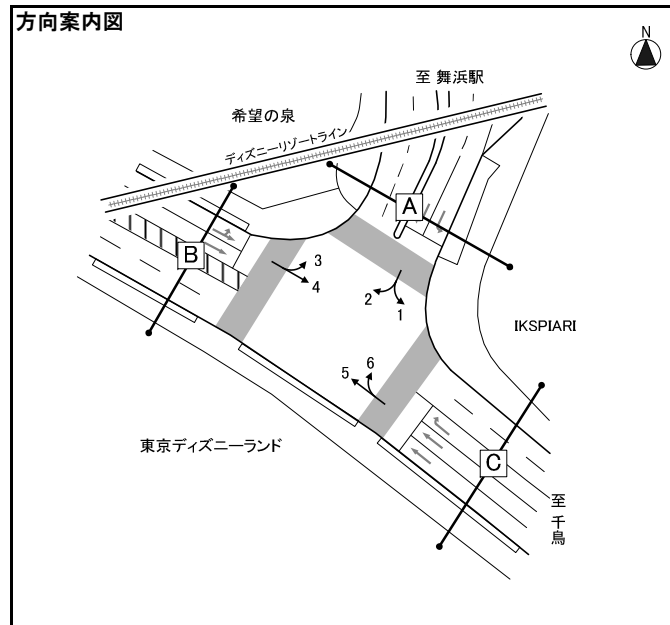 方向案内図
N
至 舞浜駅
希望の泉
ディズニーリゾートライン
A
B
3
4
2
1
IKSPIARI
6
5
東京ディズニーランド
C
至 千鳥